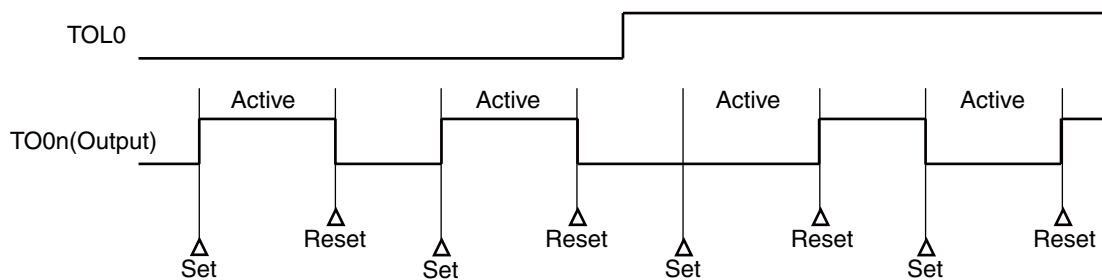 TOL0
Active Active Active Active
TO0n(Output)
Reset Reset Reset Reset
Set Set Set Set